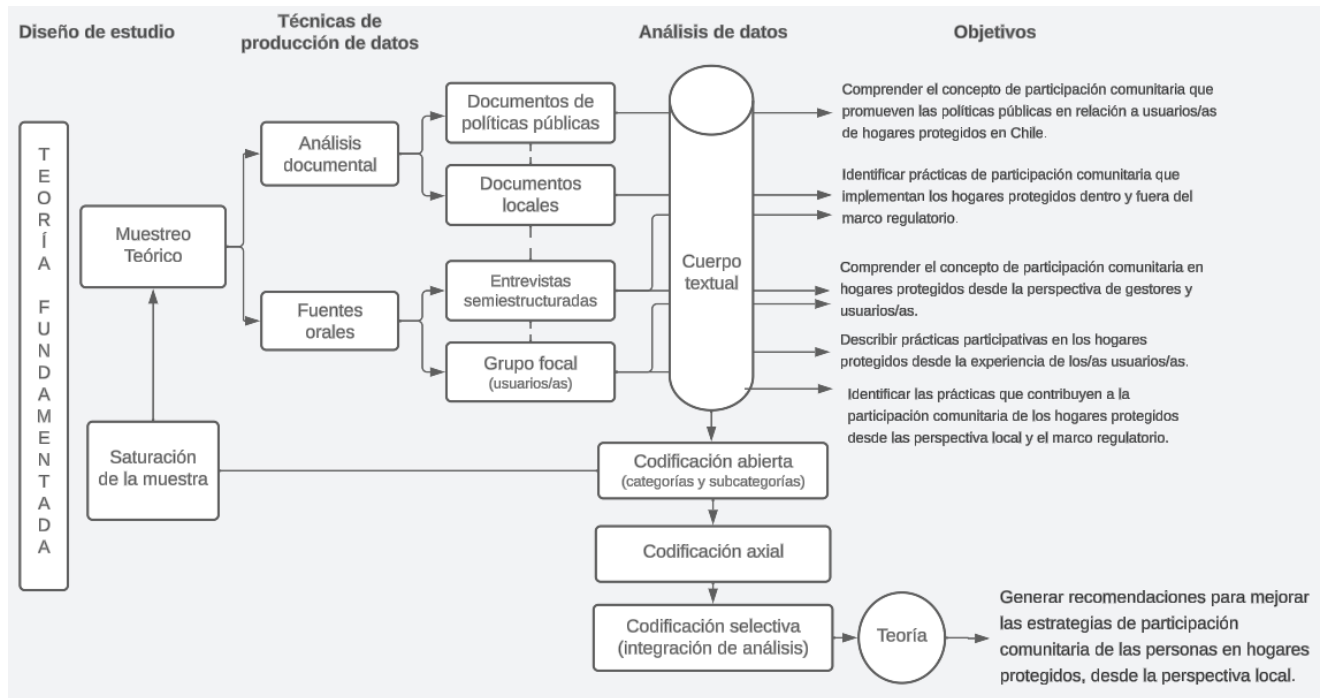 Diseño de estudio
Técnicas de
producción de datos
Análisis de datos
Objetivos
TEORÍA FUNDAMENTADA
Muestreo
Teórico
Saturación
de la muestra
Análisis
documental
Fuentes
orales
Documentos de
políticas públicas
Documentos
locales
Entrevistas
semiestructuradas
Grupo focal
(usuarios/as)
Cuerpo
textual
Codificación abierta
(categorías y subcategorías)
Codificación axial
Codificación selectiva
(integración de análisis)
Teoría
Comprender el concepto de participación comunitaria que
promueven las políticas públicas en relación a usuarios/as
de hogares protegidos en Chile.
Identificar prácticas de participación comunitaria que
implementan los hogares protegidos dentro y fuera del
marco regulatorio.
Comprender el concepto de participación comunitaria en
hogares protegidos desde la perspectiva de gestores y
usuarios/as.
Describir prácticas participativas en los hogares
protegidos desde la experiencia de los/as usuarios/as.
Identificar las prácticas que contribuyen a la
participación comunitaria de los hogares protegidos
desde las perspectiva local y el marco regulatorio.
Generar recomendaciones para mejorar
las estrategias de participación
comunitaria de las personas en hogares
protegidos, desde la perspectiva local.